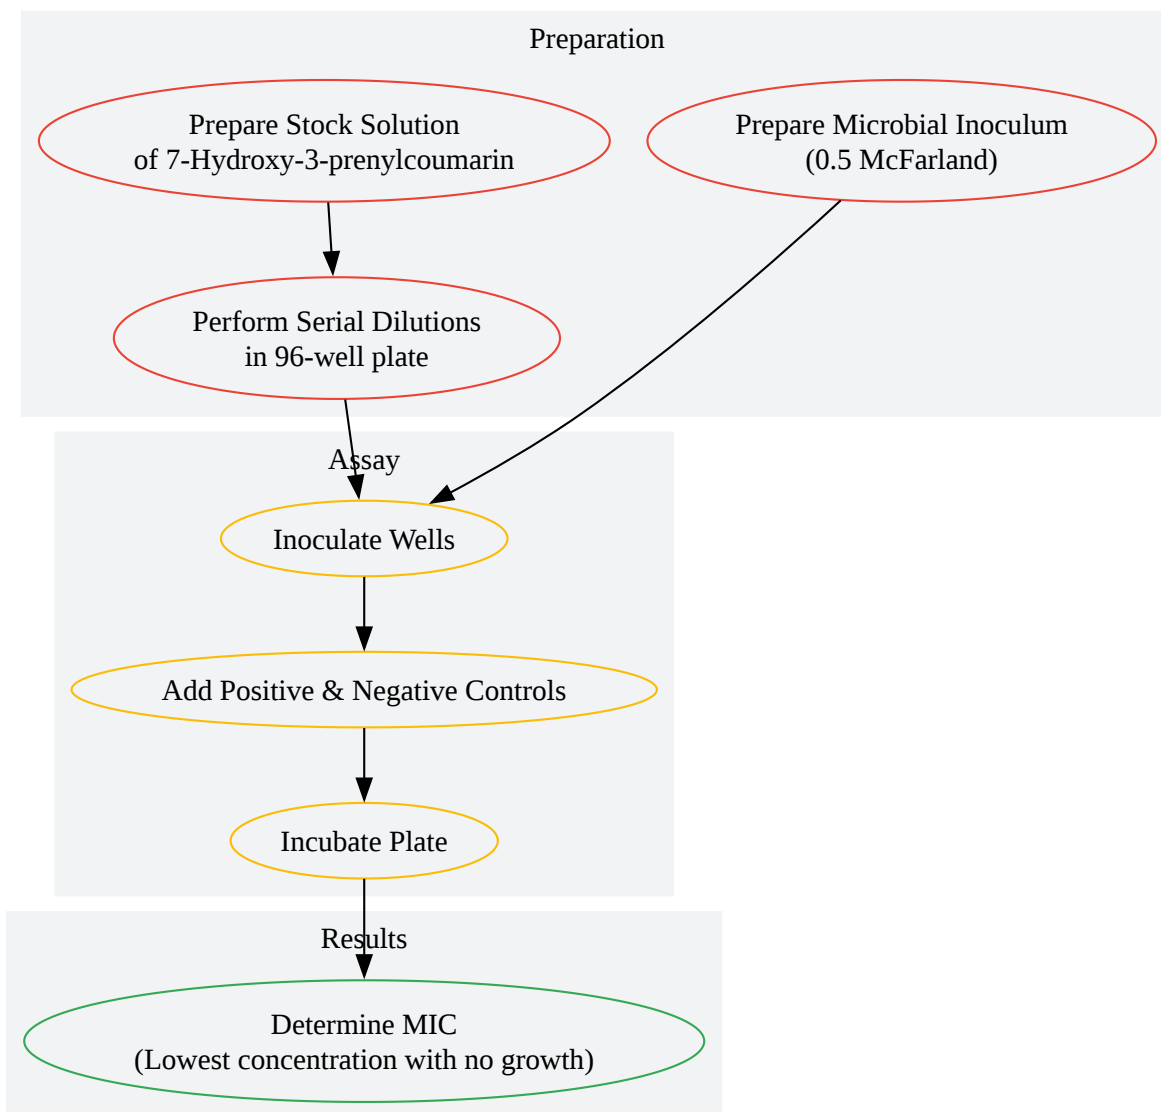 Preparation
Prepare Stock Solution
of 7-Hydroxy-3-prenylcoumarin
Prepare Microbial Inoculum
(0.5 McFarland)
Perform Serial Dilutions
in 96-well plate
Assay
Inoculate Wells
Add Positive & Negative Controls
Incubate Plate
Results
Determine MIC
(Lowest concentration with no growth)